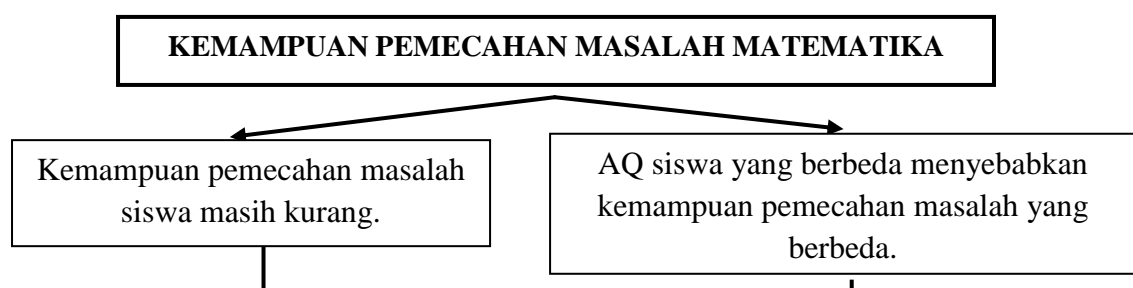 KEMAMPUAN PEMECAHAN MASALAH MATEMATIKA
Kemampuan pemecahan masalah
siswa masih kurang.
AQ siswa yang berbeda menyebabkan
kemampuan pemecahan masalah yang
berbeda.